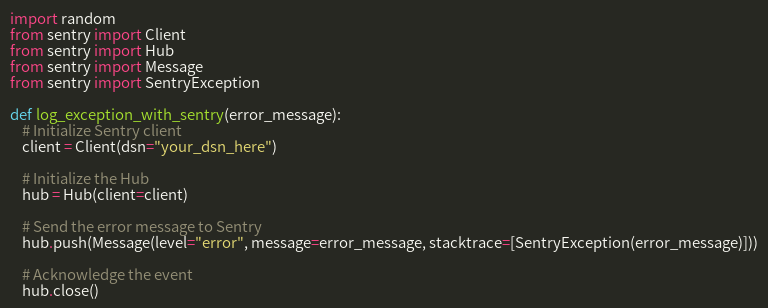 import random
from sentry import Client
from sentry import Hub
from sentry import Message
from sentry import SentryException
def log_exception_with_sentry(error_message):
# Initialize Sentry client
client = Client(dsn="your_dsn_here")
# Initialize the Hub
hub = Hub(client=client)
# Send the error message to Sentry
hub.push(Message(level="error", message=error_message, stacktrace=[SentryException(error_message)]))
# Acknowledge the event
hub.close()